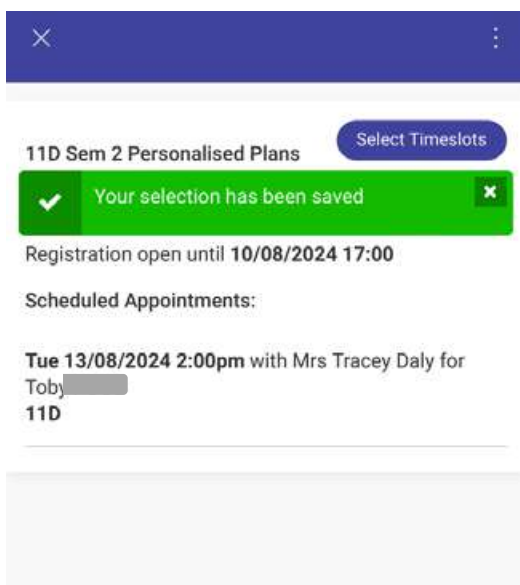 Select Timeslots
11D Sem 2 Personalised Plans
Your selection has been saved
Registration open until 10/08/2024 17:00
Scheduled Appointments:
Tue 13/08/2024 2:00pm with Mrs Tracey Daly for
Toby
11D